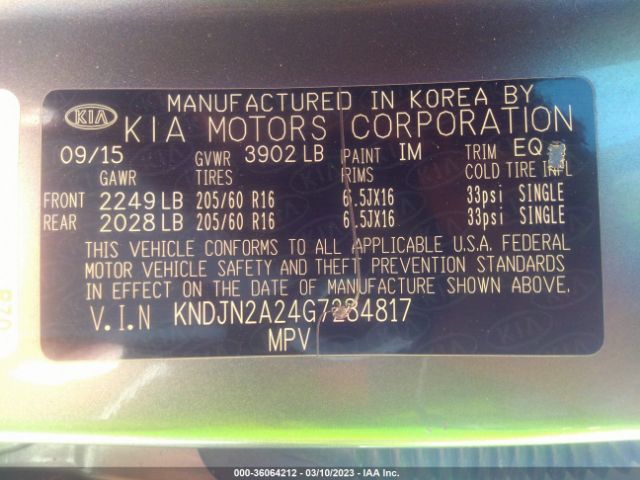 MANUFACTURED IN KOREA BY
KIA KIA MOTORS CORPORATION
09/15 GVWR 3902 LB PAINT IM TRIM EQ
GAWR TIRES RIMS COLD TIRE INFL
FRONT 2249 LB 205/60 R16 6.5JX16 33psi SINGLE
REAR 2028 LB 205/60 R16 6.5JX16 33psi SINGLE
THIS VEHICLE CONFORMS TO ALL APPLICABLE U.S.A. FEDERAL
MOTOR VEHICLE SAFETY AND THEFT PREVENTION STANDARDS
IN EFFECT ON THE DATE OF MANUFACTURE SHOWN ABOVE.
V.I.N KNDJN2A24G7284817
MPV
© COPYRIGHT - 36064212 - 03/10/2023 - IAA Inc.